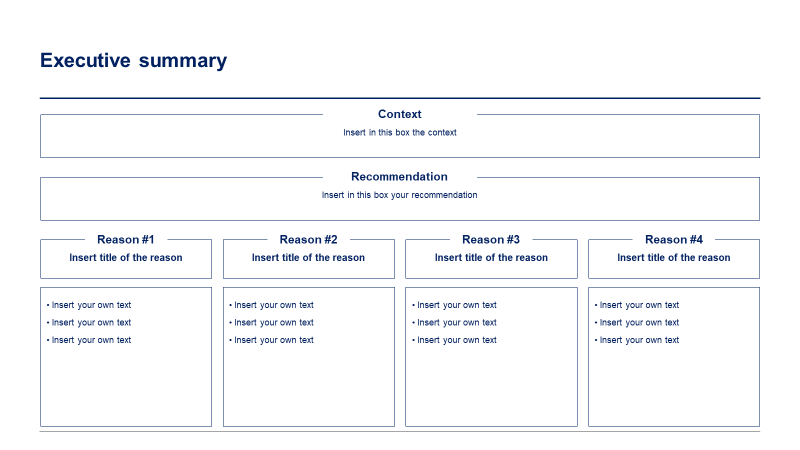 Executive summary
Context
Insert in this box the context
Recommendation
Insert in this box your recommendation
Reason #1
Insert title of the reason
• Insert your own text
• Insert your own text
• Insert your own text
Reason #2
Insert title of the reason
• Insert your own text
• Insert your own text
• Insert your own text
Reason #3
Insert title of the reason
• Insert your own text
• Insert your own text
• Insert your own text
Reason #4
Insert title of the reason
• Insert your own text
• Insert your own text
• Insert your own text